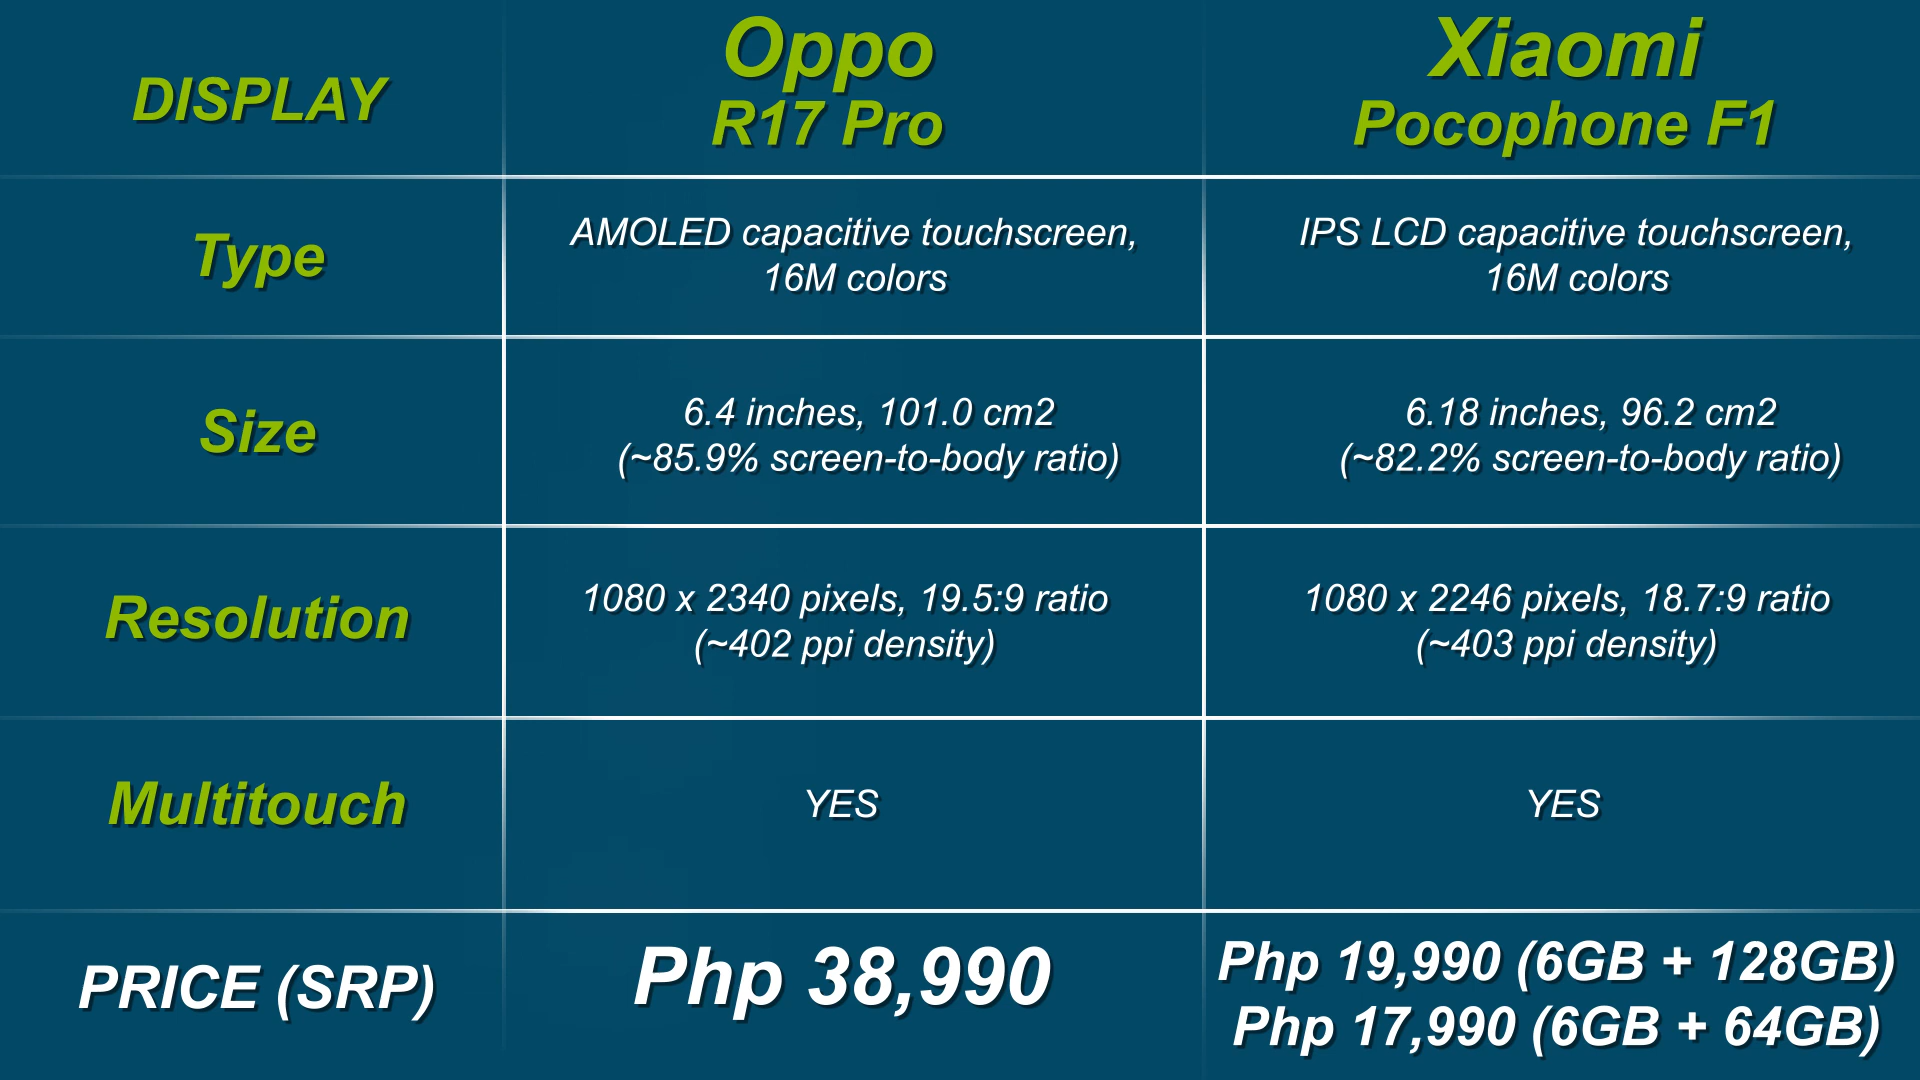 DISPLAY
Oppo
R17 Pro
Xiaomi
Pocophone F1
Type
AMOLED capacitive touchscreen,
16M colors
IPS LCD capacitive touchscreen,
16M colors
Size
6.4 inches, 101.0 cm2
(~85.9% screen-to-body ratio)
6.18 inches, 96.2 cm2
(~82.2% screen-to-body ratio)
Resolution
1080 x 2340 pixels, 19.5:9 ratio
(~402 ppi density)
1080 x 2246 pixels, 18.7:9 ratio
(~403 ppi density)
Multitouch
YES
YES
PRICE (SRP)
Php 38,990
Php 19,990 (6GB + 128GB)
Php 17,990 (6GB + 64GB)